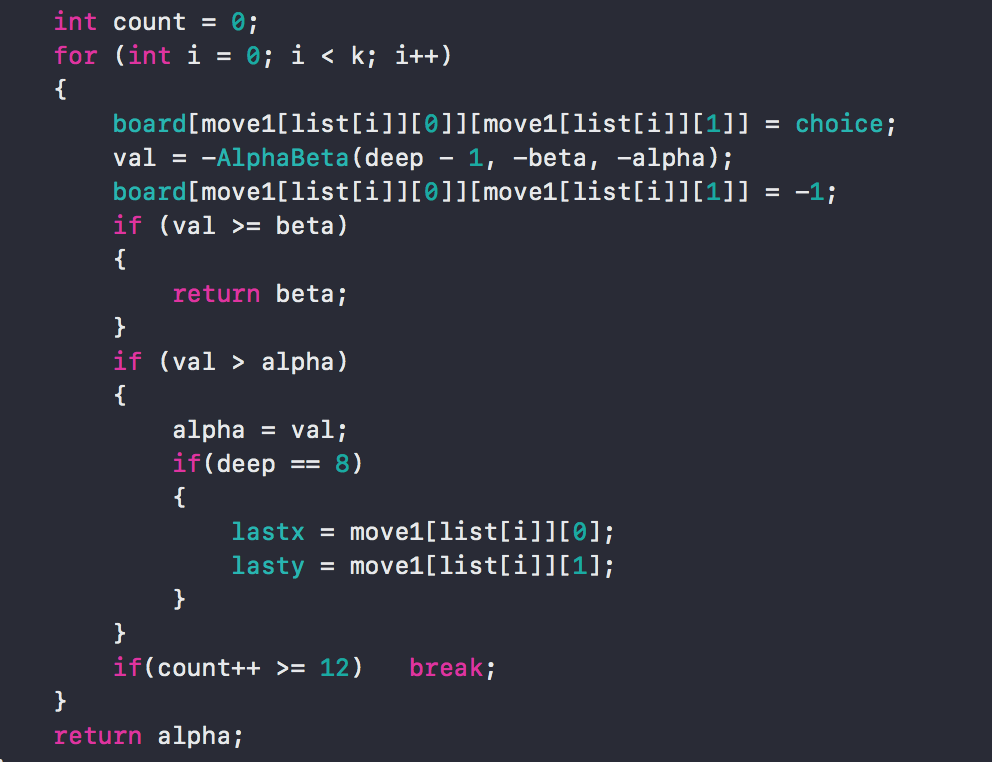 int count = 0;
for (int i = 0; i < k; i++)
{
    board[move1[list[i]][0]][move1[list[i]][1]] = choice;
    val = -AlphaBeta(deep - 1, -beta, -alpha);
    board[move1[list[i]][0]][move1[list[i]][1]] = -1;
    if (val >= beta)
    {
        return beta;
    }
    if (val > alpha)
    {
        alpha = val;
        if(deep == 8)
        {
            lastx = move1[list[i]][0];
            lasty = move1[list[i]][1];
        }
    }
    if(count++ >= 12)   break;
}
return alpha;